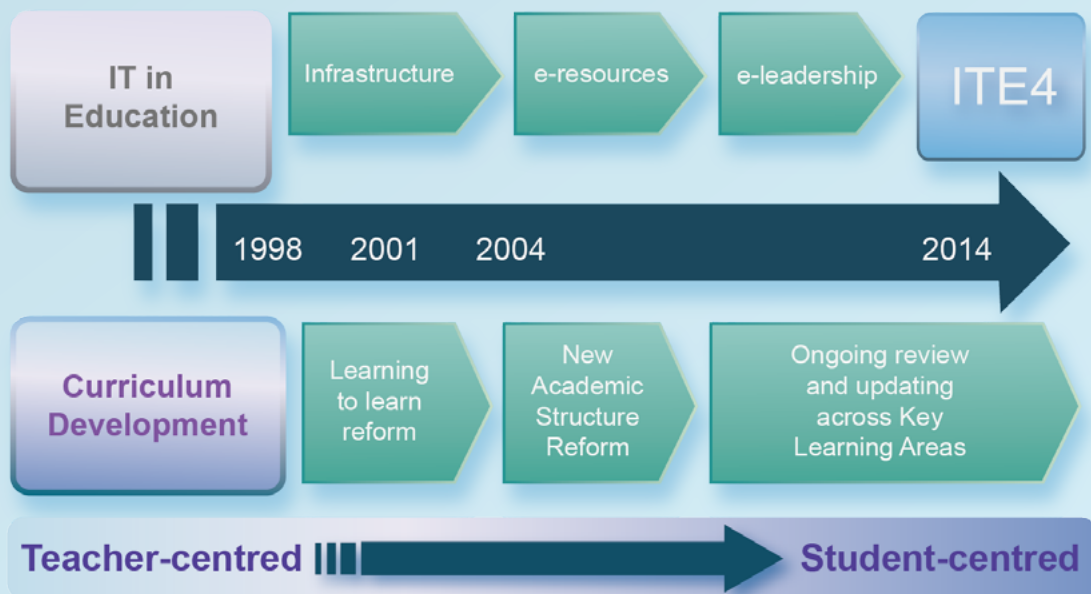 IT in
Education
Infrastructure
e-resources
e-leadership
ITE4
1998
2001
2004
2014
Curriculum
Development
Learning
to learn
reform
New
Academic
Structure
Reform
Ongoing review
and updating
across Key
Learning Areas
Teacher-centred
Student-centred